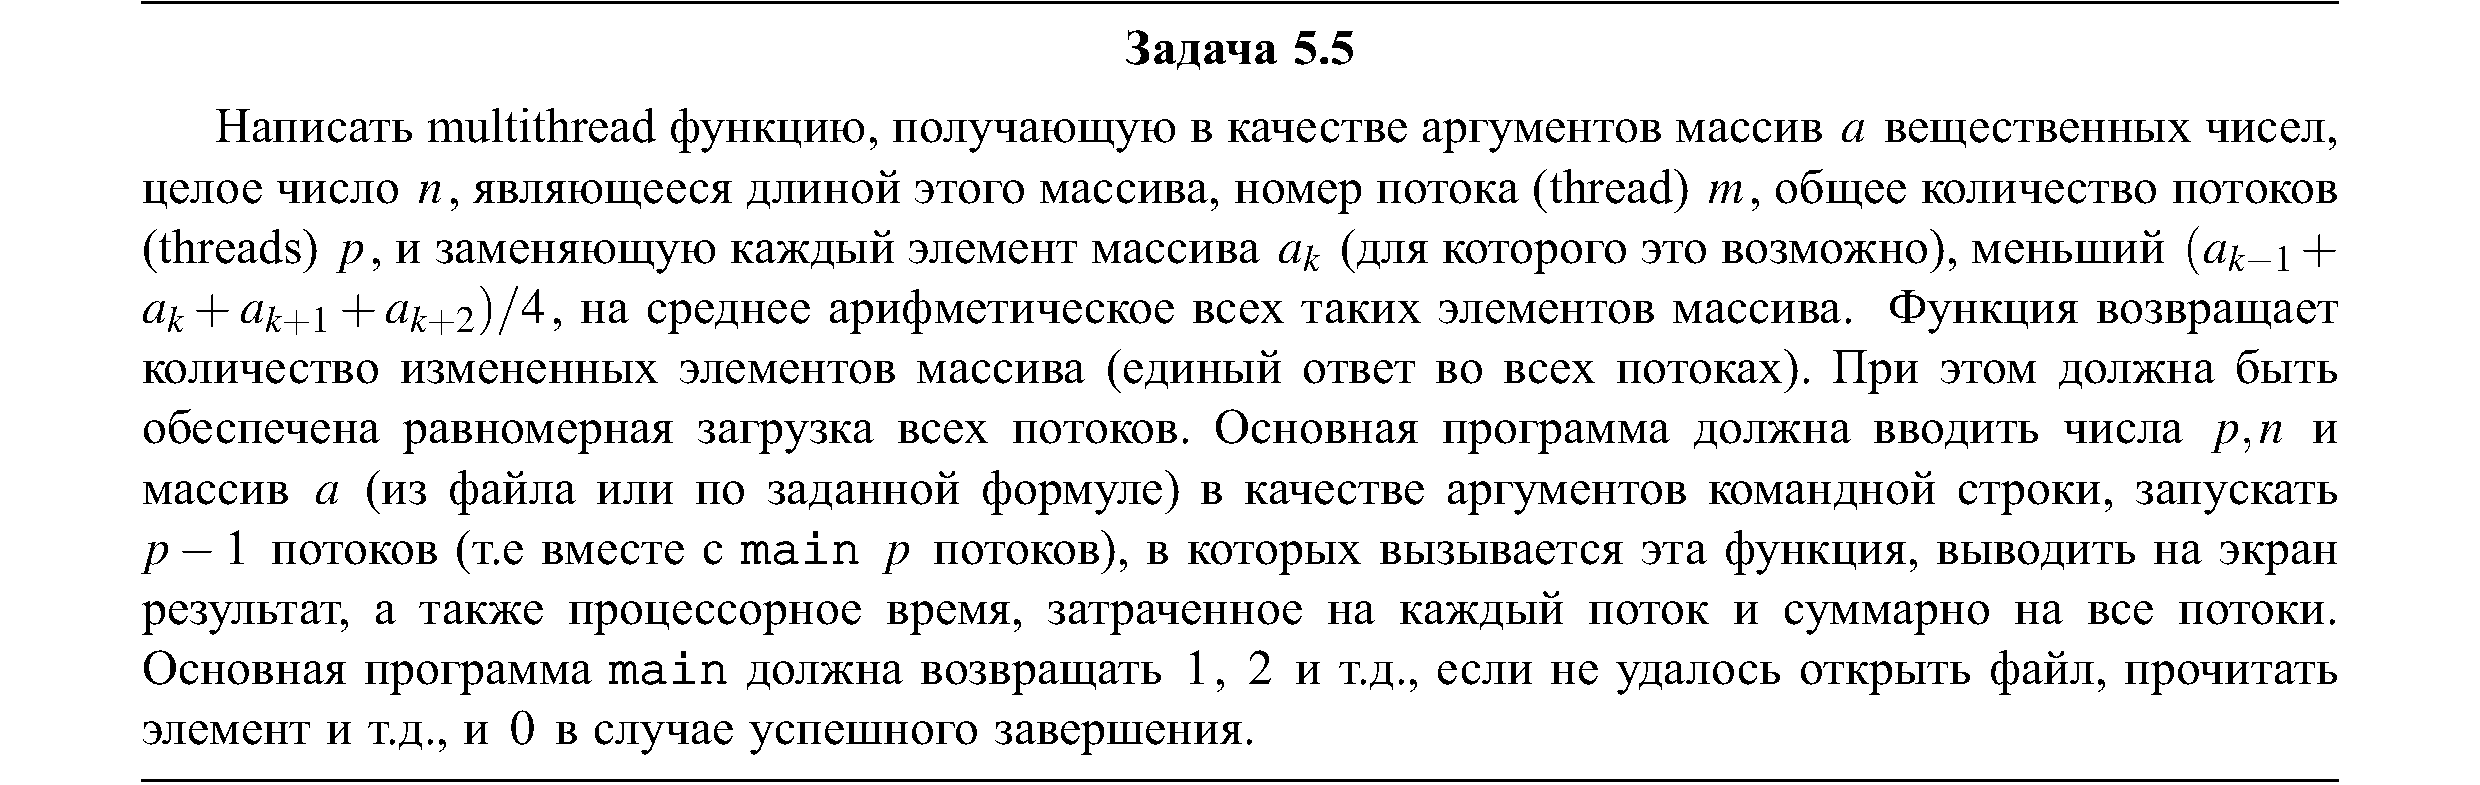 Задача 5.5
Написать multithread функцию, получающую в качестве аргументов массив a вещественных чисел,
целое число n, являющееся длиной этого массива, номер потока (thread) m, общее количество потоков
(threads) p, и заменяющую каждый элемент массива a_k (для которого это возможно), меньший (a_{k−1} +
a_k + a_{k+1} + a_{k+2})/4, на среднее арифметическое всех таких элементов массива. Функция возвращает
количество измененных элементов массива (единый ответ во всех потоках). При этом должна быть
обеспечена равномерная загрузка всех потоков. Основная программа должна вводить числа p,n и
массив a (из файла или по заданной формуле) в качестве аргументов командной строки, запускать
p − 1 потоков (т.е вместе с main p потоков), в которых вызывается эта функция, выводить на экран
результат, а также процессорное время, затраченное на каждый поток и суммарно на все потоки.
Основная программа main должна возвращать 1, 2 и т.д., если не удалось открыть файл, прочитать
элемент и т.д., и 0 в случае успешного завершения.